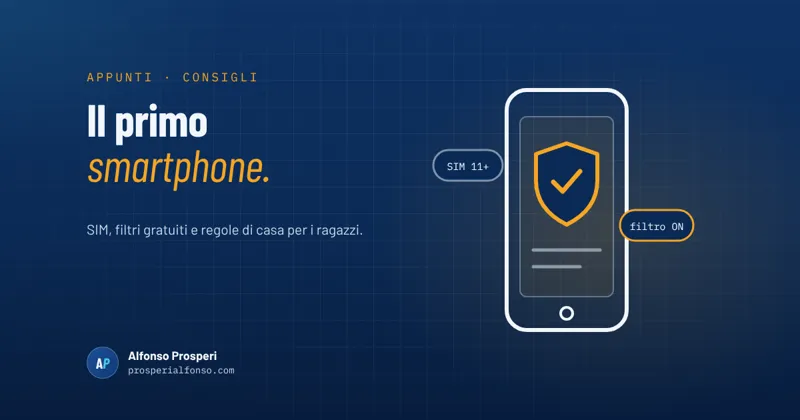 APPUNTI · CONSIGLI
Il primo
smartphone.
SIM, filtri gratuiti e regole di casa per i ragazzi.
SIM 11+
filtro ON
AP
Alfonso Prosperi
prosperialfonso.com